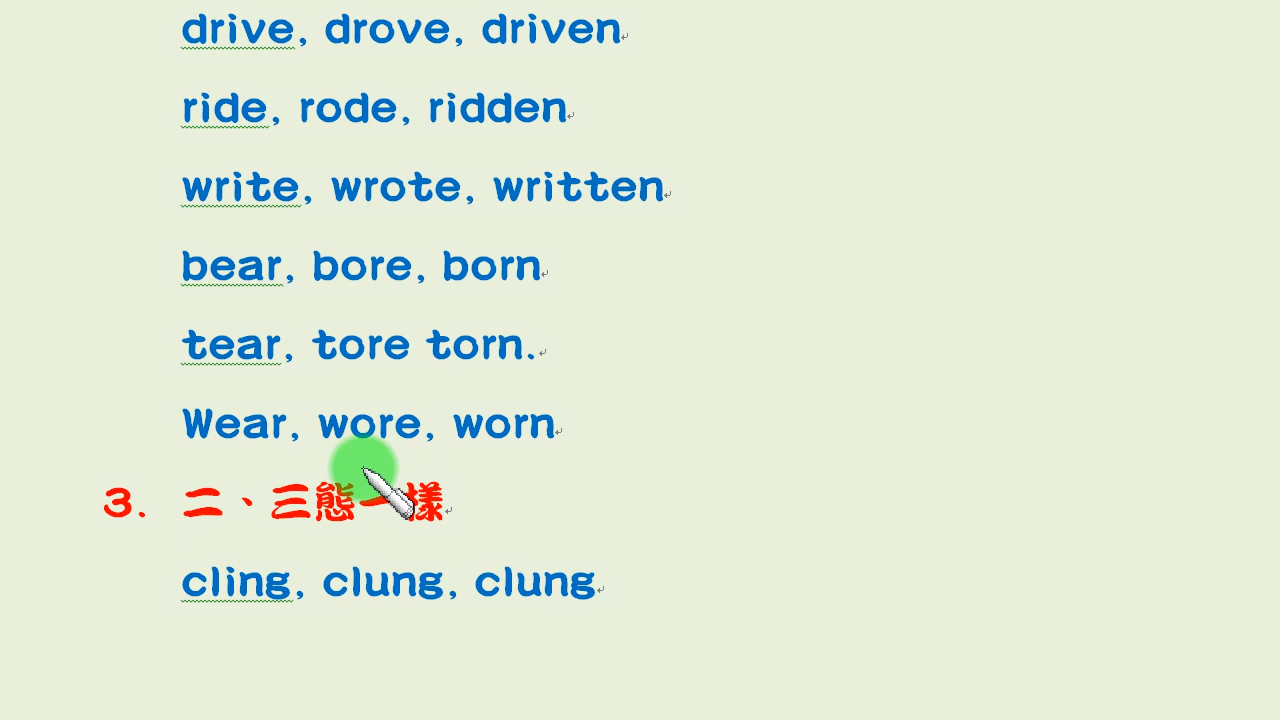 drive, drove, driven
ride, rode, ridden
write, wrote, written
bear, bore, born
tear, tore torn.
Wear, wore, worn
3. 二、三態一樣
cling, clung, clung